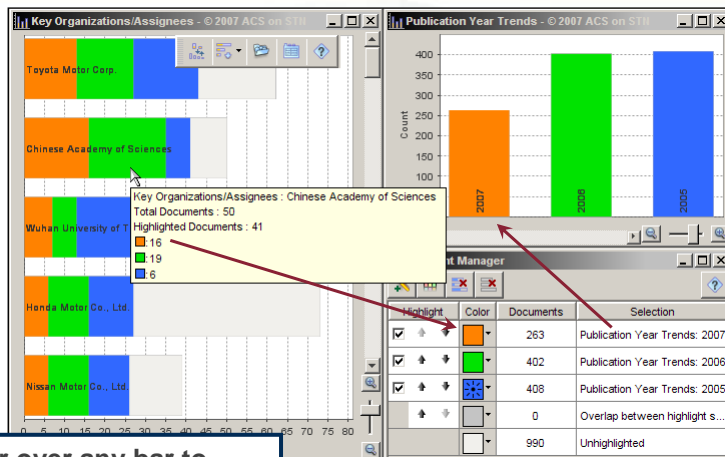 Key Organizations/Assignees - © 2007 ACS on STN
Toyota Motor Corp.
Chinese Academy of Sciences
Wuhan University of T
Honda Motor Co., Ltd.
Nissan Motor Co., Ltd.
0 5 10 15 20 25 30 35 40 45 50 55 60 65 70 75 80
Key Organizations/Assignees : Chinese Academy of Sciences
Total Documents : 50
Highlighted Documents : 41
:16
:19
:6
Publication Year Trends - © 2007 ACS on STN
400
350
300
250
200
150
100
Count
2007
2006
2005
nt Manager
Highlight Color Documents Selection
263 Publication Year Trends: 2007
402 Publication Year Trends: 2006
408 Publication Year Trends: 2005
0 Overlap between highlight s...
990 Unhighlighted
r over any bar to